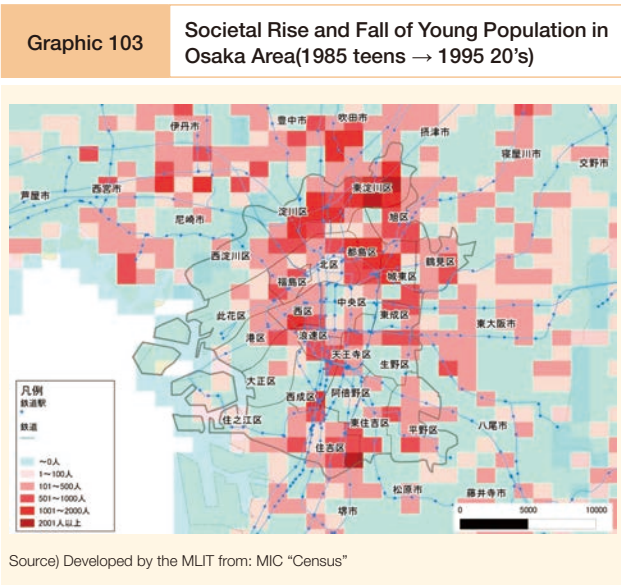 Graphic 103
Societal Rise and Fall of Young Population in
Osaka Area(1985 teens → 1995 20's)
伊丹市
豊中市
吹田市
摂津市
寝屋川市
交野市
芦屋市
西宮市
尼崎市
東淀川区
淀川区
旭区
西淀川区
都島区
北区
鶴見区
城東区
福島区
中央区
西区
此花区
東成区
東大阪市
港区
浪速区
天王寺区
生野区
大正区
西成区
阿倍野区
住之江区
東住吉区
平野区
八尾市
住吉区
松原市
藤井寺市
堺市
凡例
鉄道駅
鉄道
～0人
1～100人
101～500人
501～1000人
1001～2000人
2001人以上
0 5000 10000
Source) Developed by the MLIT from: MIC “Census”